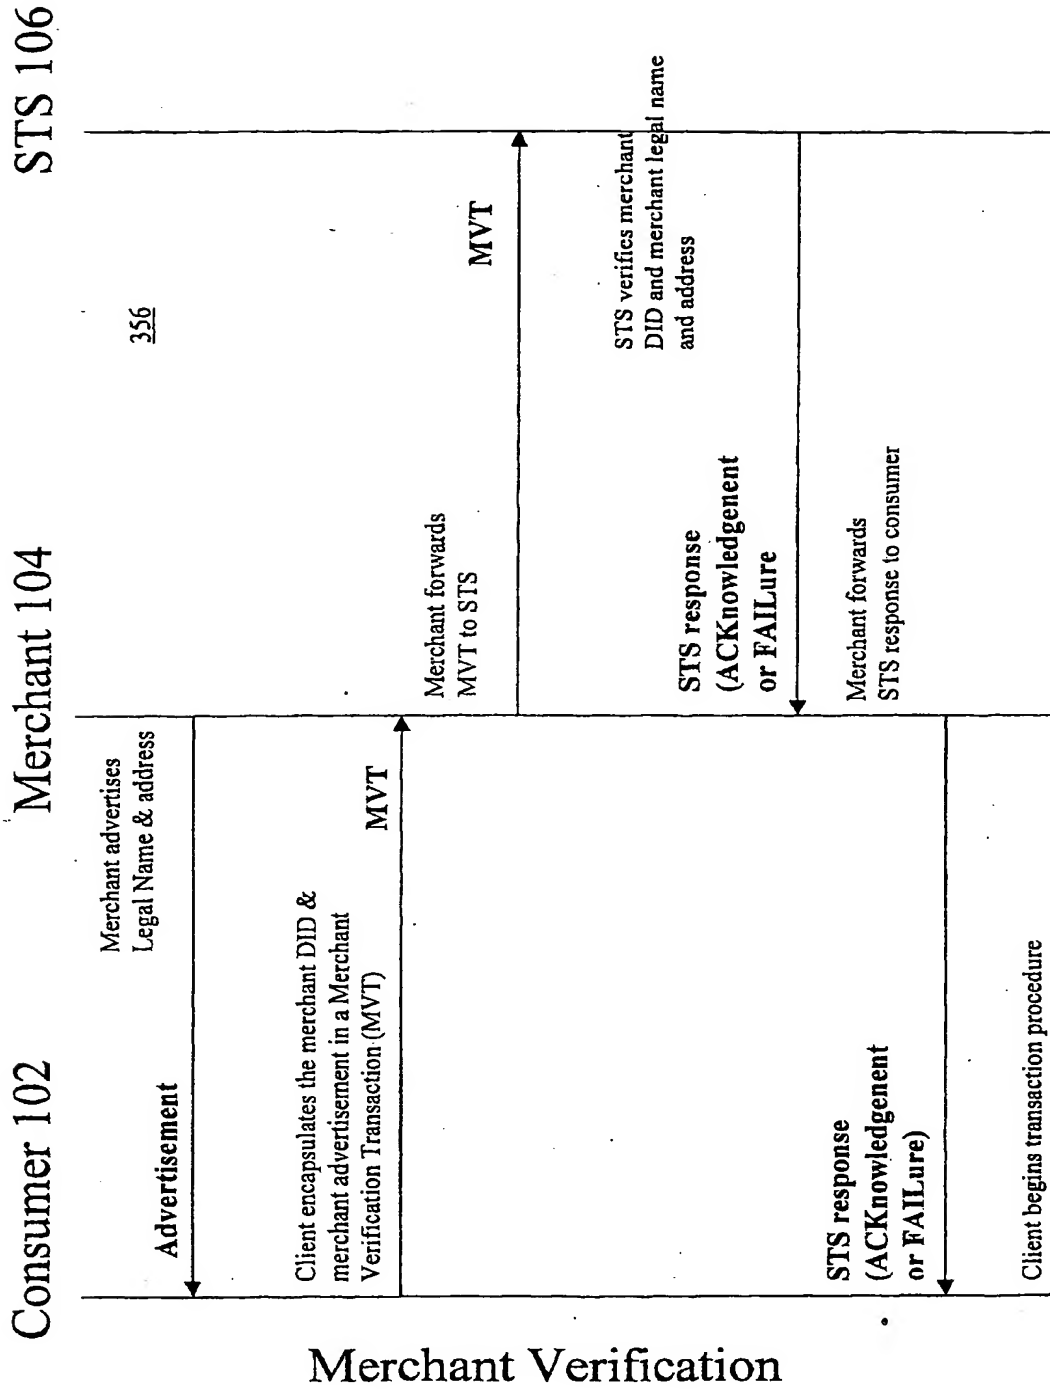 Consumer 102
Merchant 104
STS 106
356
Merchant advertises
Legal Name & address
Advertisement
Client encapsulates the merchant DID &
merchant advertisement in a Merchant
Verification Transaction (MVT)
MVT
Merchant forwards
MVT to STS
MVT
STS verifies merchant
DID and merchant legal name
and address
STS response
(ACKnowledgenent
or FAILure
Merchant forwards
STS response to consumer
STS response
(ACKnowledgenent
or FAILure)
Client begins transaction procedure
Merchant Verification